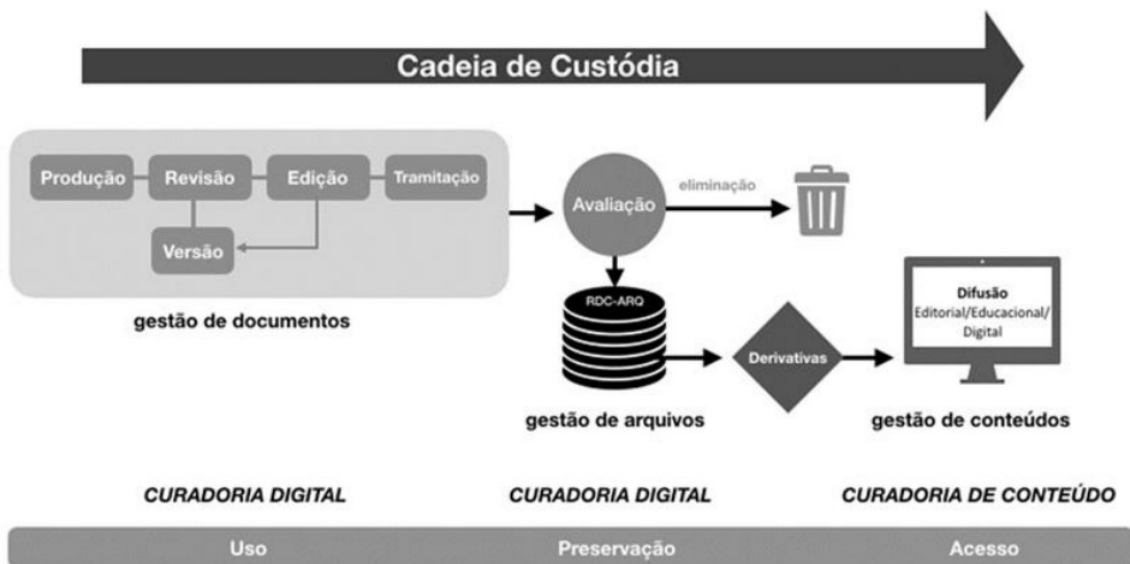 Cadeia de Custódia
Produção
Revisão
Edição
Tramitação
Versão
gestão de documentos
Avaliação
eliminação
RDC-ARQ
gestão de arquivos
Derivativas
Difusão
Editorial/Educacional/
Digital
gestão de conteúdos
CURADORIA DIGITAL
CURADORIA DIGITAL
CURADORIA DE CONTEÚDO
Uso
Preservação
Acesso